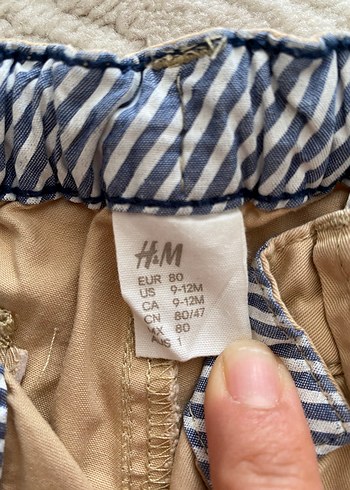 H&M
EUR 80
US 9-12M
CA 9-12M
CN 80/47
MX 80
AUS 1